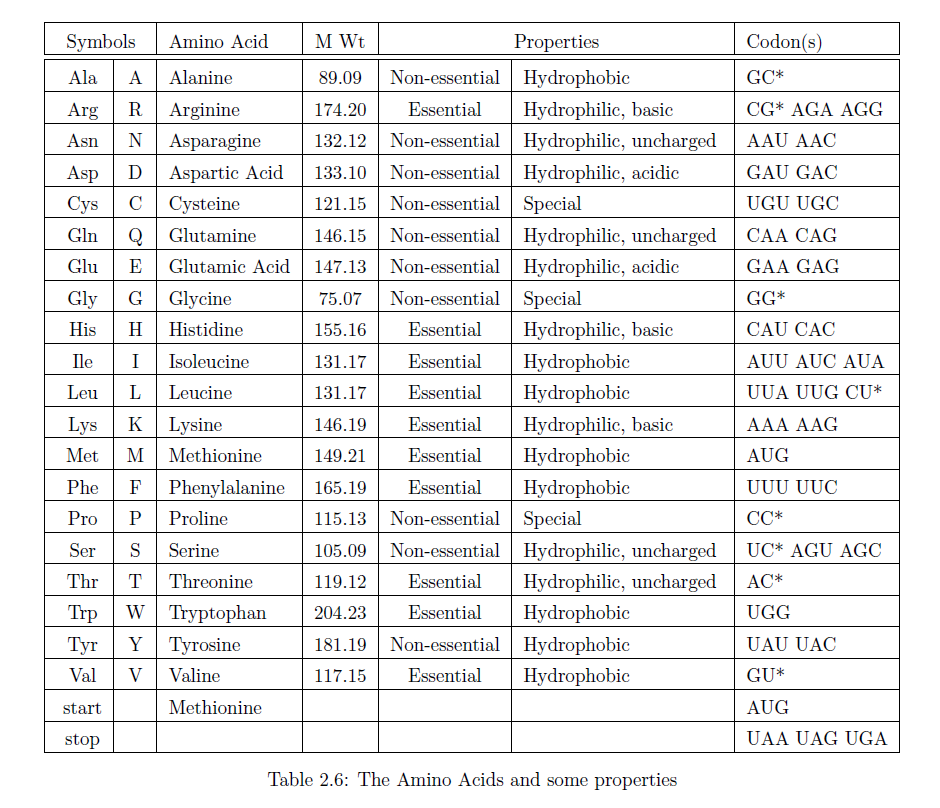 Symbols Amino Acid M Wt Properties Codon(s)
Ala A Alanine 89.09 Non-essential Hydrophobic GC*
Arg R Arginine 174.20 Essential Hydrophilic, basic CG* AGA AGG
Asn N Asparagine 132.12 Non-essential Hydrophilic, uncharged AAU AAC
Asp D Aspartic Acid 133.10 Non-essential Hydrophilic, acidic GAU GAC
Cys C Cysteine 121.15 Non-essential Special UGU UGC
Gln Q Glutamine 146.15 Non-essential Hydrophilic, uncharged CAA CAG
Glu E Glutamic Acid 147.13 Non-essential Hydrophilic, acidic GAA GAG
Gly G Glycine 75.07 Non-essential Special GG*
His H Histidine 155.16 Essential Hydrophilic, basic CAU CAC
Ile I Isoleucine 131.17 Essential Hydrophobic AUU AUC AUA
Leu L Leucine 131.17 Essential Hydrophobic UUA UUG CU*
Lys K Lysine 146.19 Essential Hydrophilic, basic AAA AAG
Met M Methionine 149.21 Essential Hydrophobic AUG
Phe F Phenylalanine 165.19 Essential Hydrophobic UUU UUC
Pro P Proline 115.13 Non-essential Special CC*
Ser S Serine 105.09 Non-essential Hydrophilic, uncharged UC* AGU AGC
Thr T Threonine 119.12 Essential Hydrophilic, uncharged AC*
Trp W Tryptophan 204.23 Essential Hydrophobic UGG
Tyr Y Tyrosine 181.19 Non-essential Hydrophobic UAU UAC
Val V Valine 117.15 Essential Hydrophobic GU*
start Methionine AUG
stop UAA UAG UGA
Table 2.6: The Amino Acids and some properties